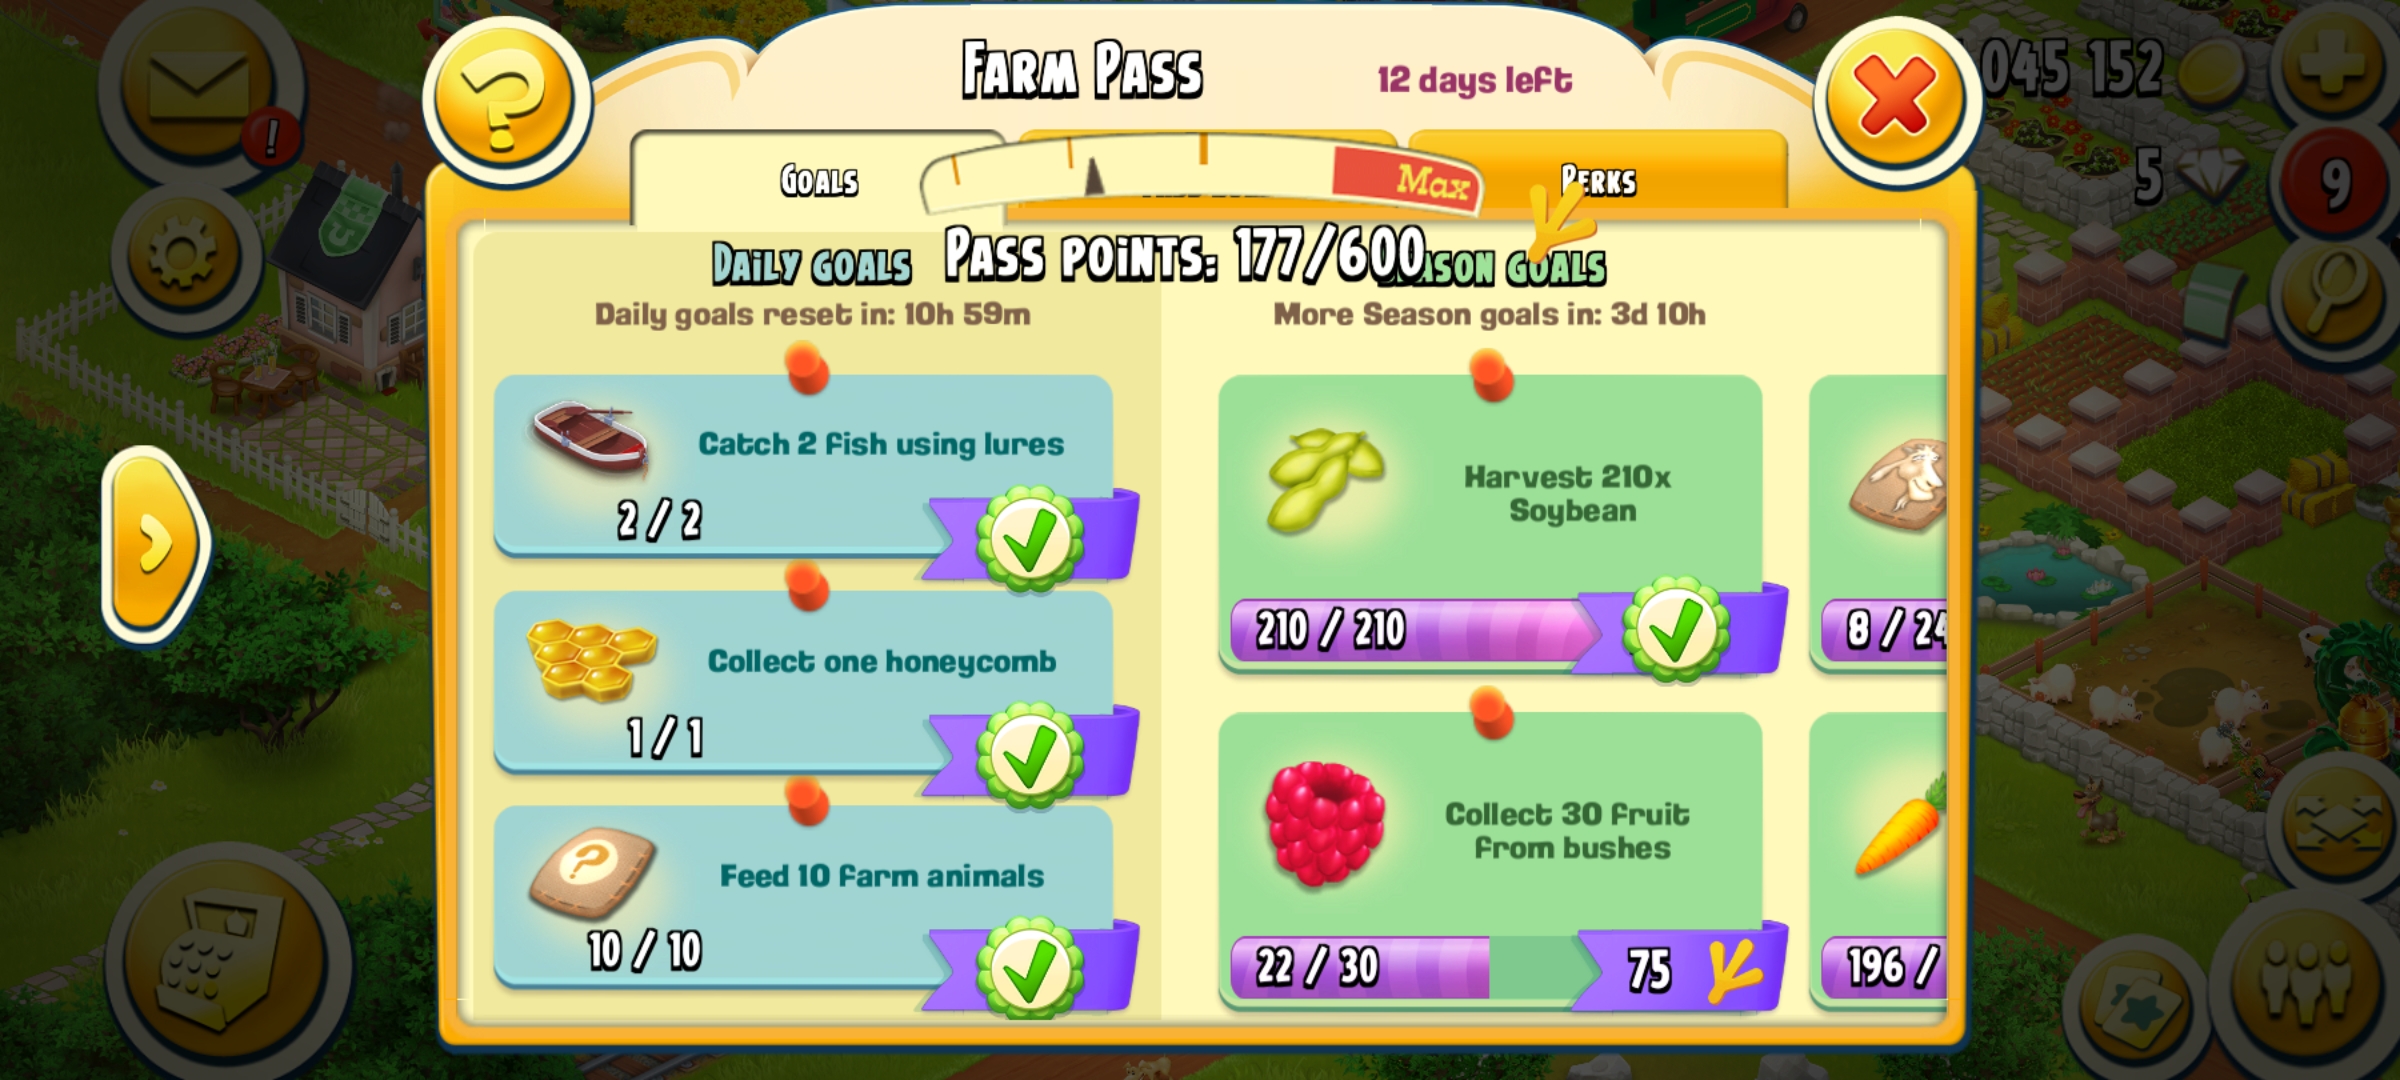 FARM PASS
12 days left
045 152
5
9
!
GOALS
Max
PERKS
DAILY GOALS
PASS POINTS: 177/600
GOALS
Daily goals reset in: 10h 59m
More Season goals in: 3d 10h
Catch 2 fish using lures
2 / 2
Collect one honeycomb
1 / 1
Feed 10 farm animals
10 / 10
Harvest 210x
Soybean
210 / 210
8 / 24
Collect 30 fruit
from bushes
22 / 30
75
196 /